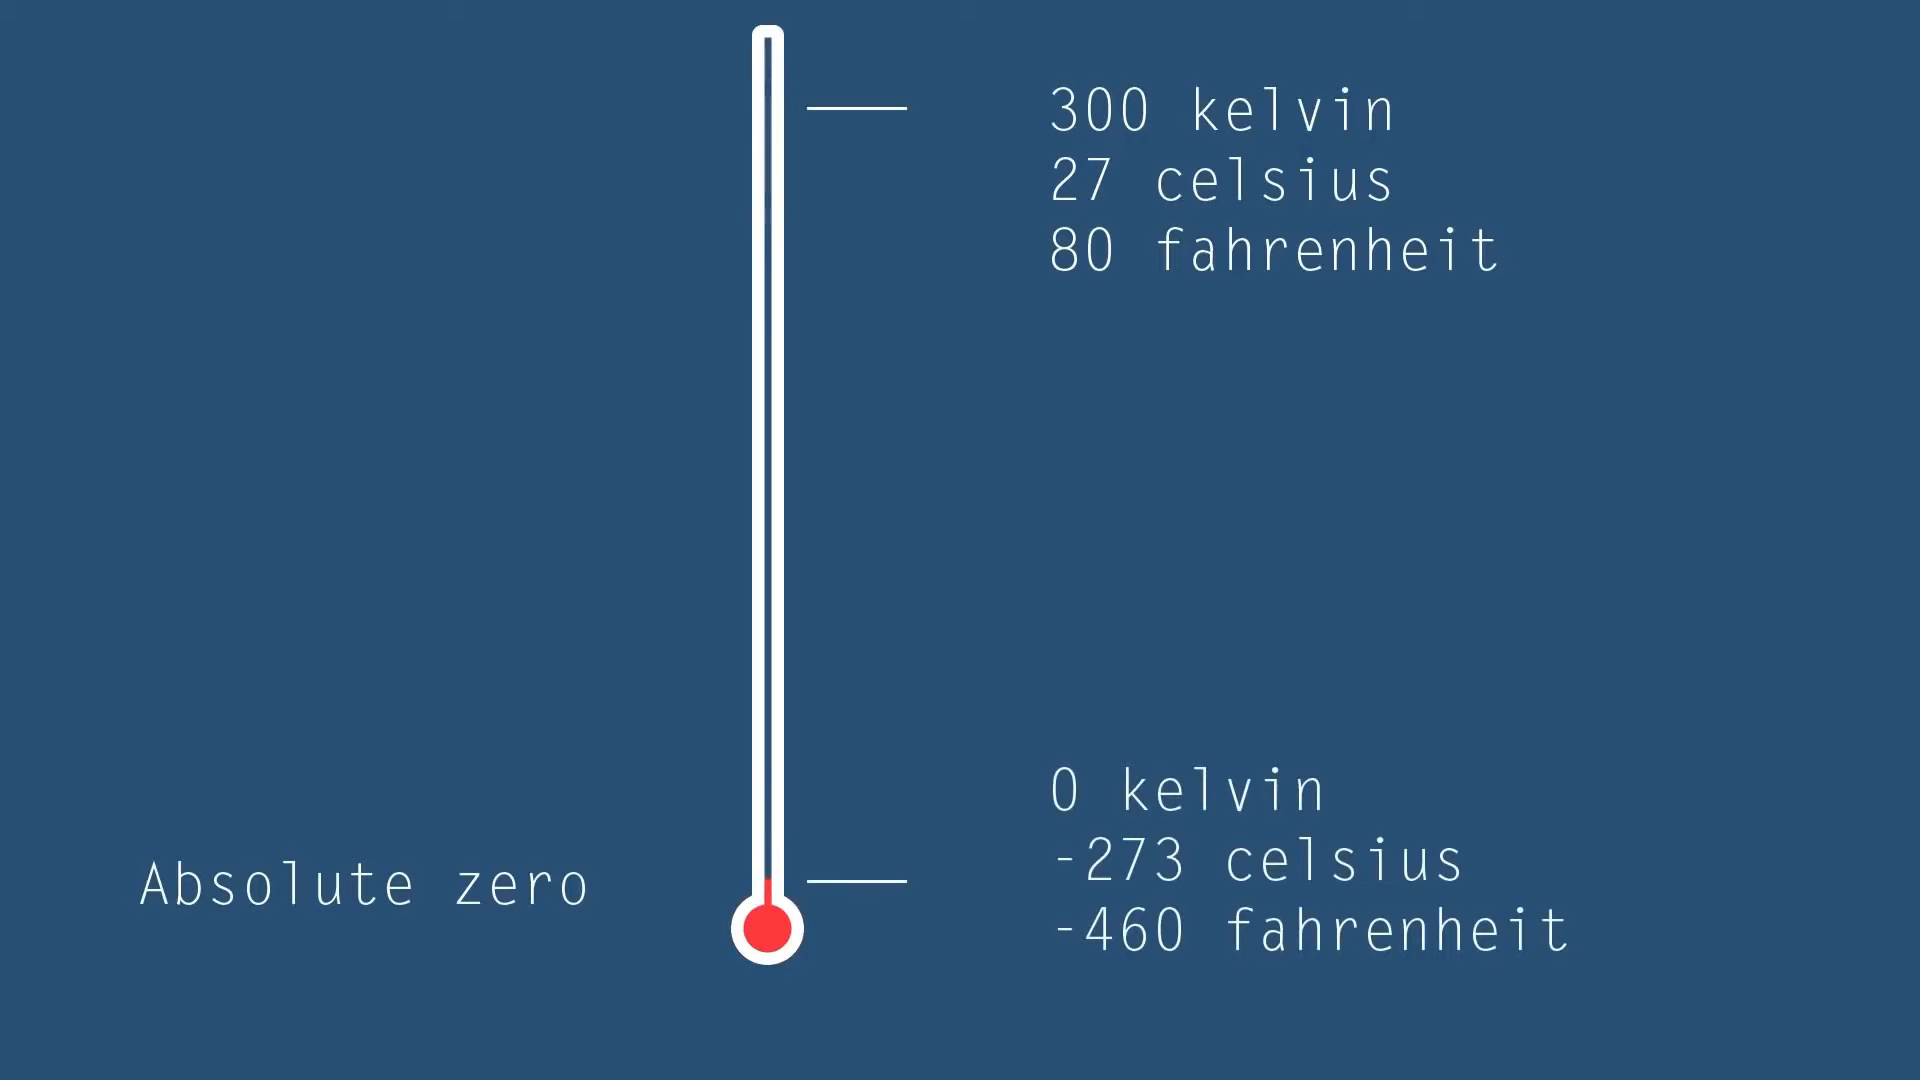 300 kelvin
27 celsius
80 fahrenheit
Absolute zero
0 kelvin
-273 celsius
-460 fahrenheit